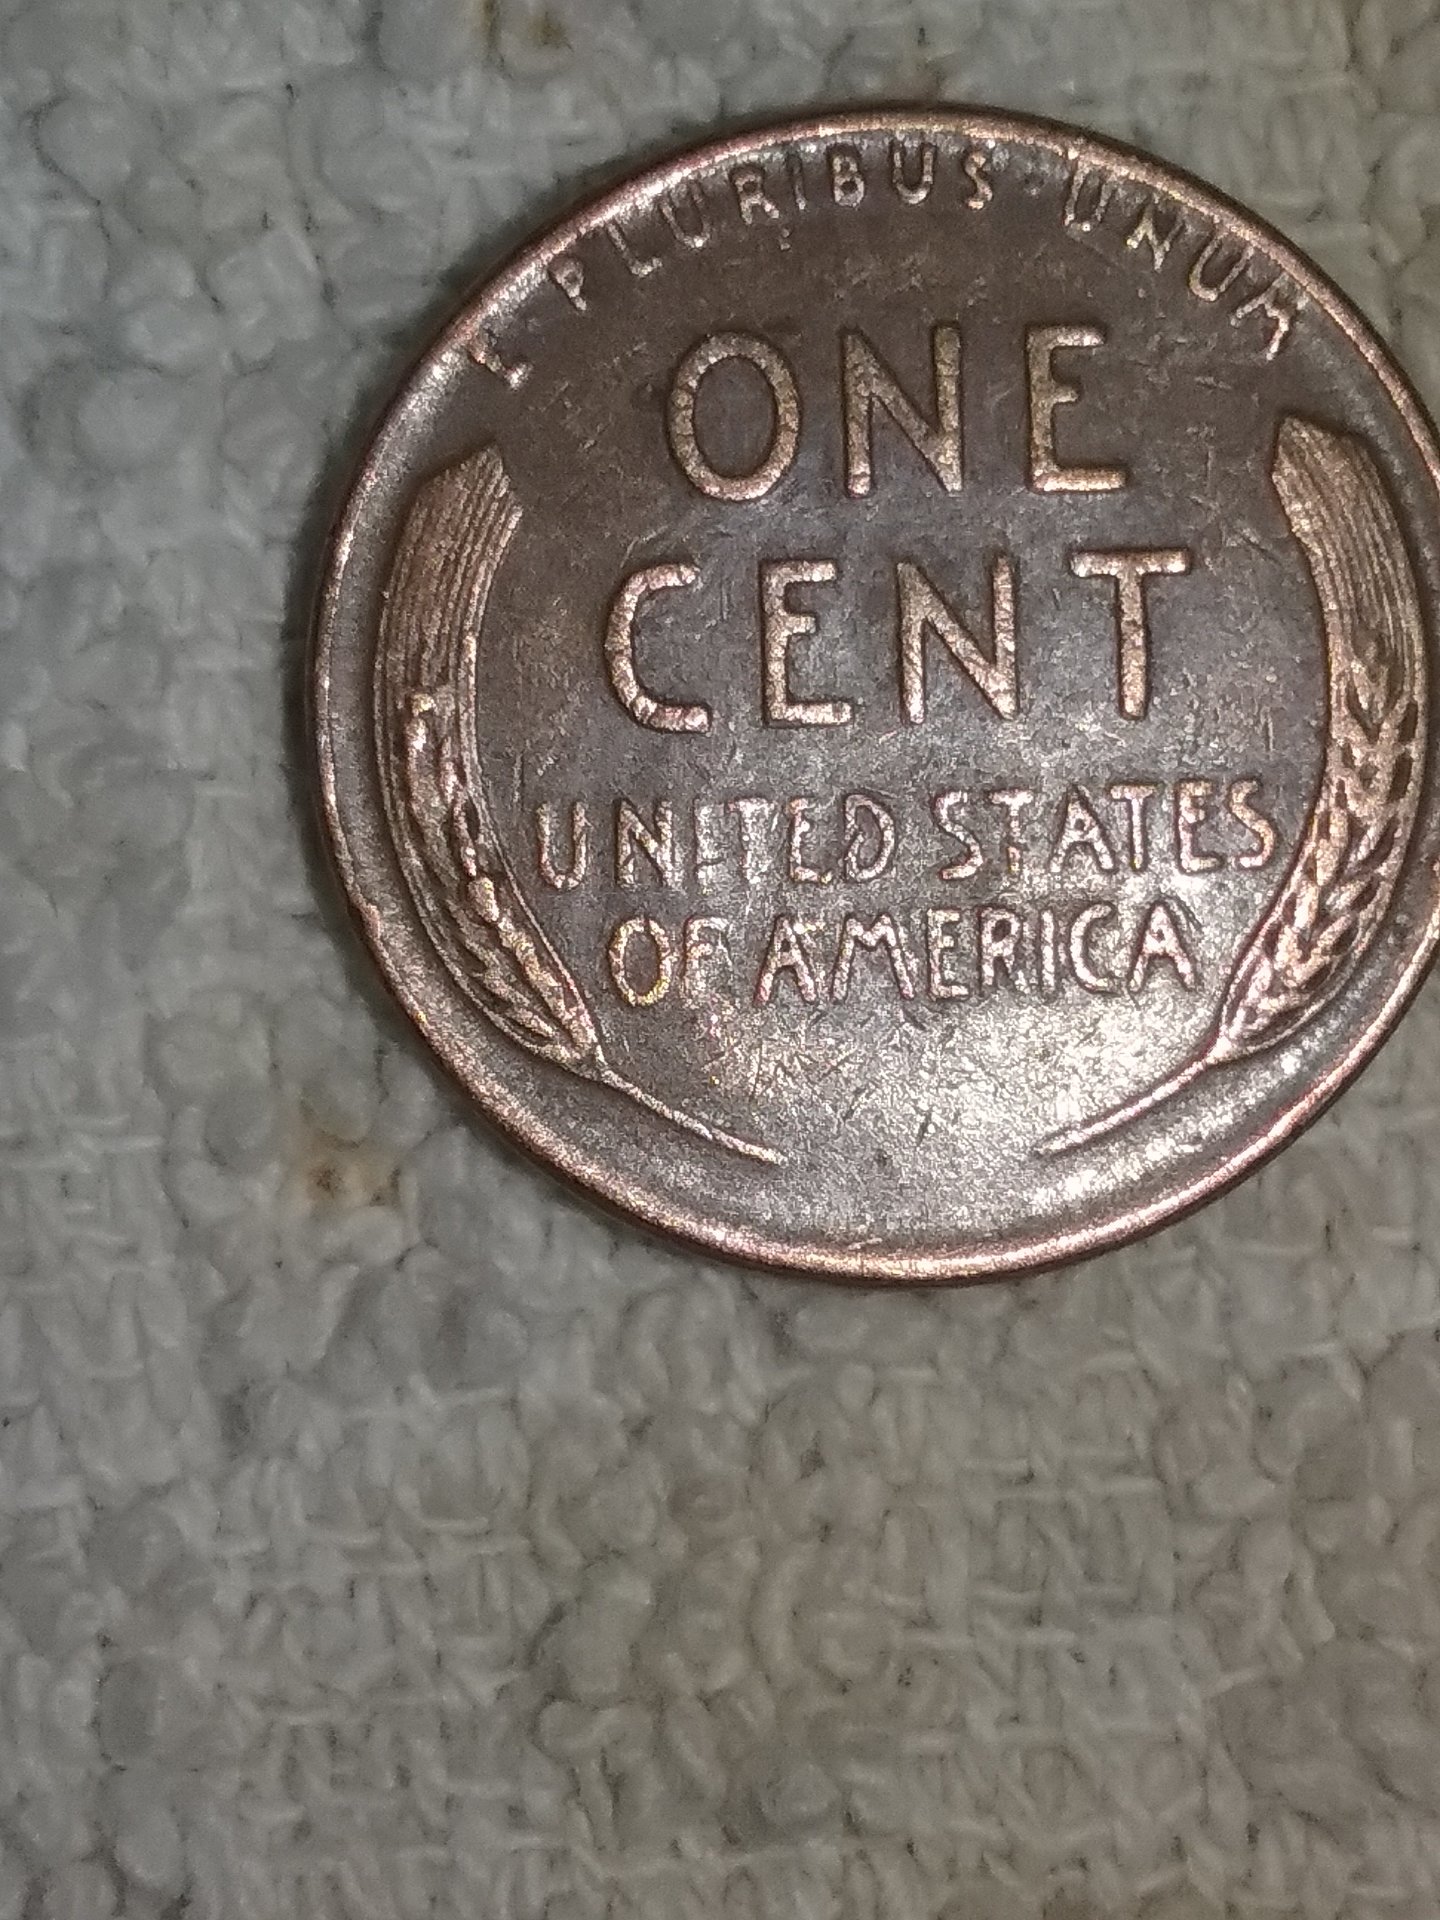 E · PLURIBUS · UNUM
ONE
CENT
UNITED STATES
OF AMERICA